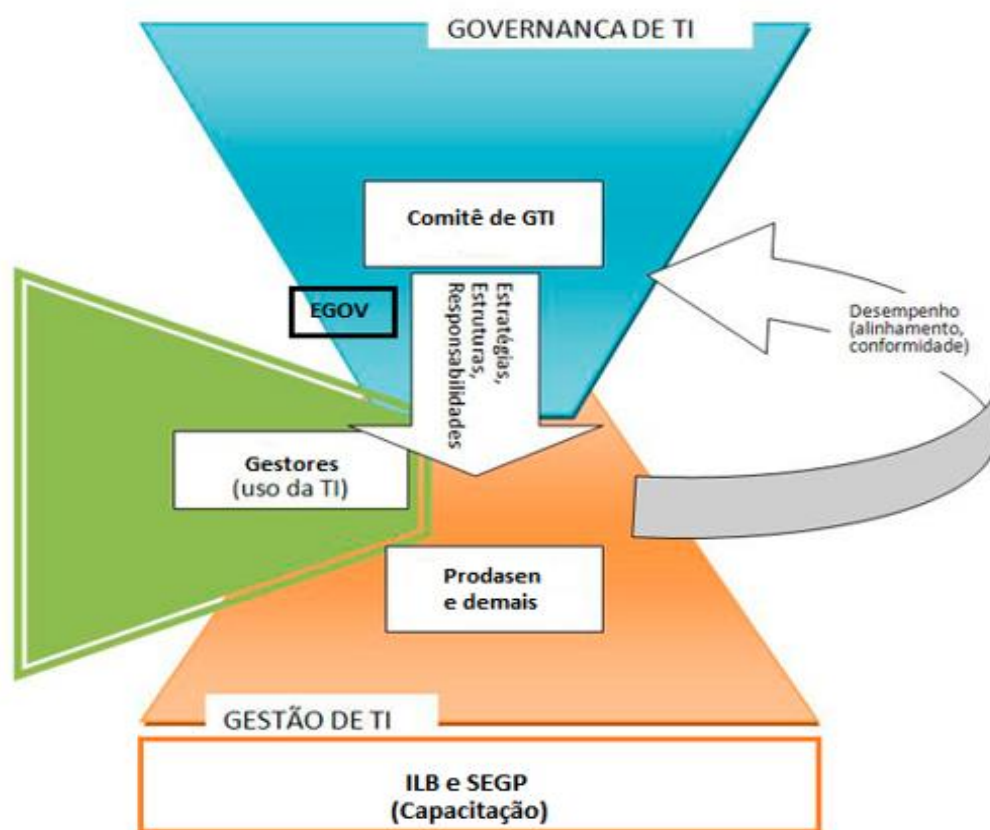 GOVERNANCA DE TI
Comitê de GTI
EGOV
Estratégias,
Estruturas,
Responsabilidades
Desempenho
(alinhamento,
conformidade)
Gestores
(uso da TI)
Prodasen
e demais
GESTÃO DE TI
ILB e SEGP
(Capacitação)